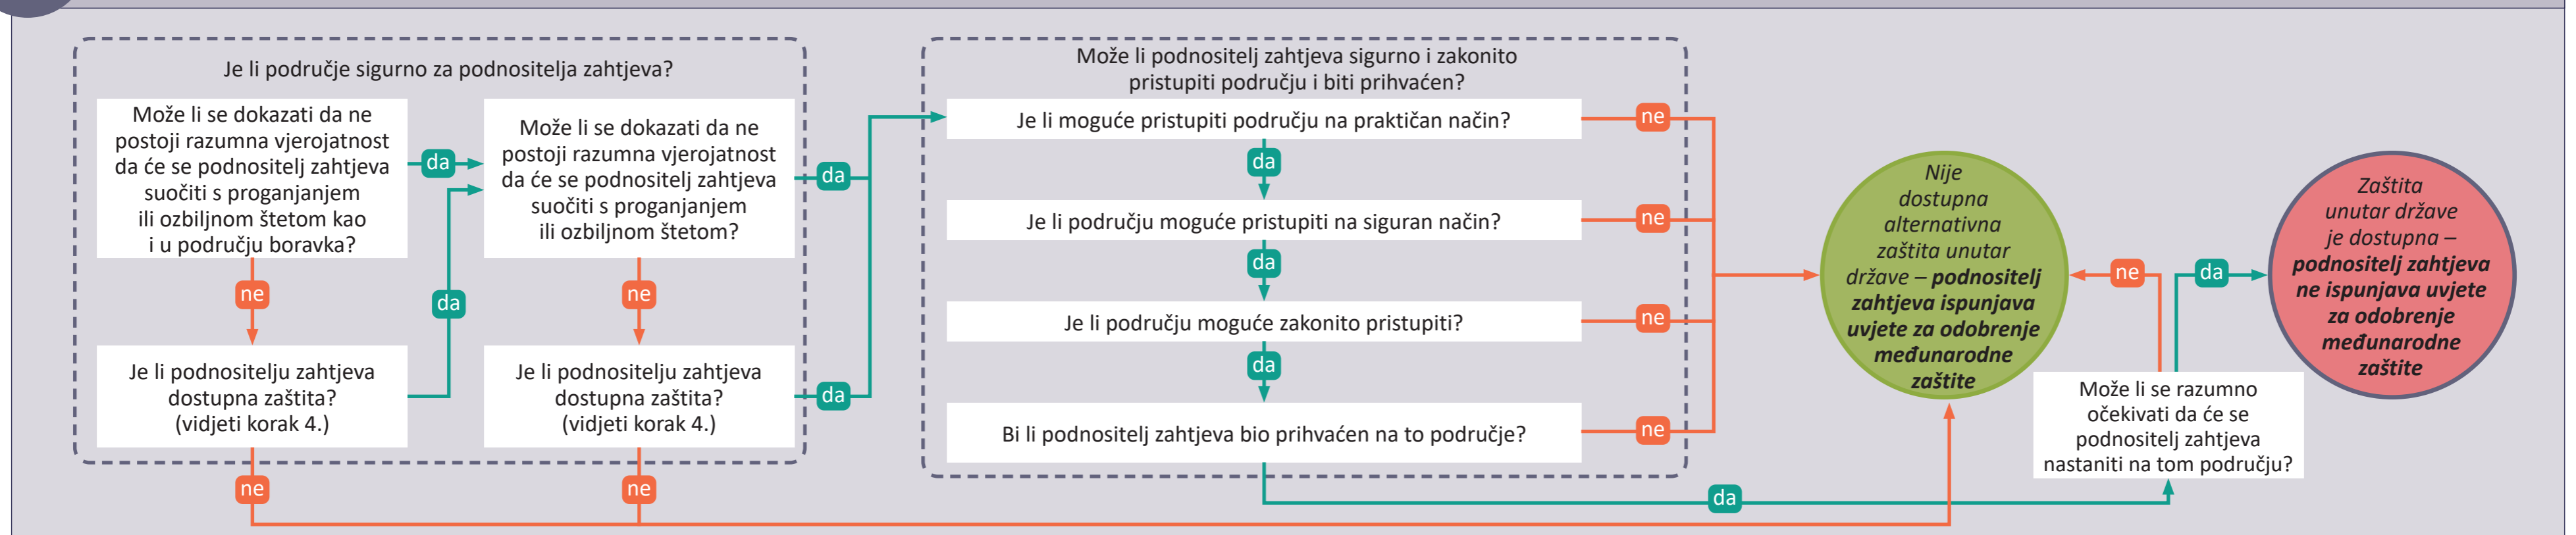 Je li područje sigurno za podnositelja zahtjeva?
Može li se dokazati da ne
postoji razumna vjerojatnost
da će se podnositelj zahtjeva
suočiti s proganjanjem
ili ozbiljnom štetom kao
i u području boravka?
da
ne
da
Je li podnositelju zahtjeva
dostupna zaštita?
(vidjeti korak 4.)
ne
Može li se dokazati da ne
postoji razumna vjerojatnost
da će se podnositelj zahtjeva
suočiti s proganjanjem
ili ozbiljnom štetom?
da
ne
Je li podnositelju zahtjeva
dostupna zaštita?
(vidjeti korak 4.)
da
ne
Može li podnositelj zahtjeva sigurno i zakonito
pristupiti području i biti prihvaćen?
Je li moguće pristupiti području na praktičan način?
ne
da
Je li području moguće pristupiti na siguran način?
ne
da
Je li području moguće zakonito pristupiti?
ne
da
Bi li podnositelj zahtjeva bio prihvaćen na to područje?
ne
da
Nije
dostupna
alternativna
zaštita unutar
države – podnositelj
zahtjeva ispunjava
uvjete za odobrenje
međunarodne
zaštite
ne
da
Može li se razumno
očekivati da će se
podnositelj zahtjeva
nastaniti na tom području?
Zaštita
unutar države
je dostupna –
podnositelj zahtjeva
ne ispunjava uvjete
za odobrenje
međunarodne
zaštite